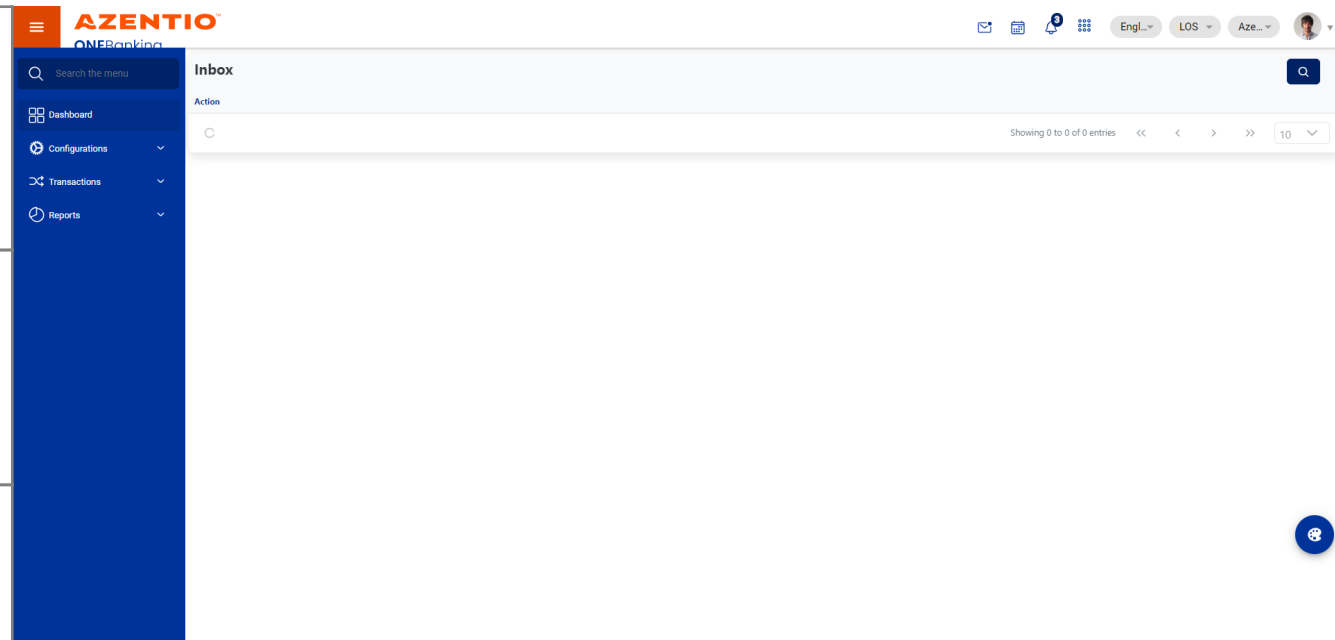 AZENTIO™
ONEBanking
3
Engl...
LOS
Aze...
Search the menu
Inbox
Action
Dashboard
Showing 0 to 0 of 0 entries
10
Configurations
Transactions
Reports